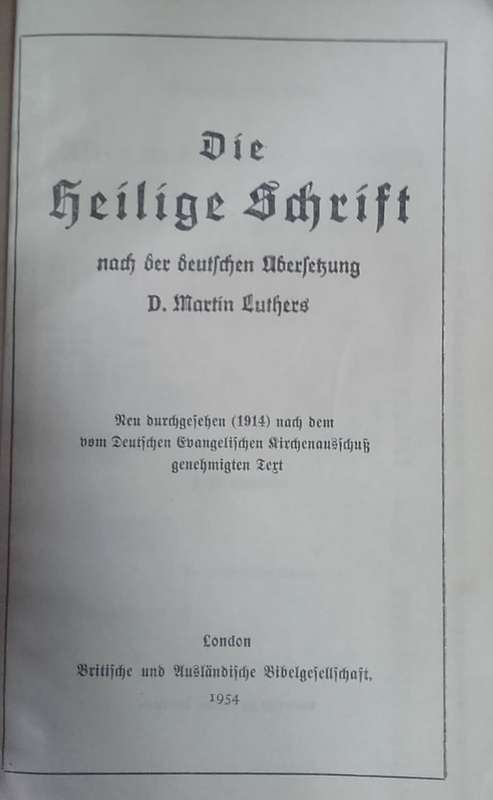 Die
Heilige Schrift
nach der deutschen Übersetzung
D. Martin Luthers
Neu durchgesehen (1914) nach dem
vom Deutschen Evangelischen Kirchenausschuß
genehmigten Text
London
Britische und Ausländische Bibelgesellschaft,
1954